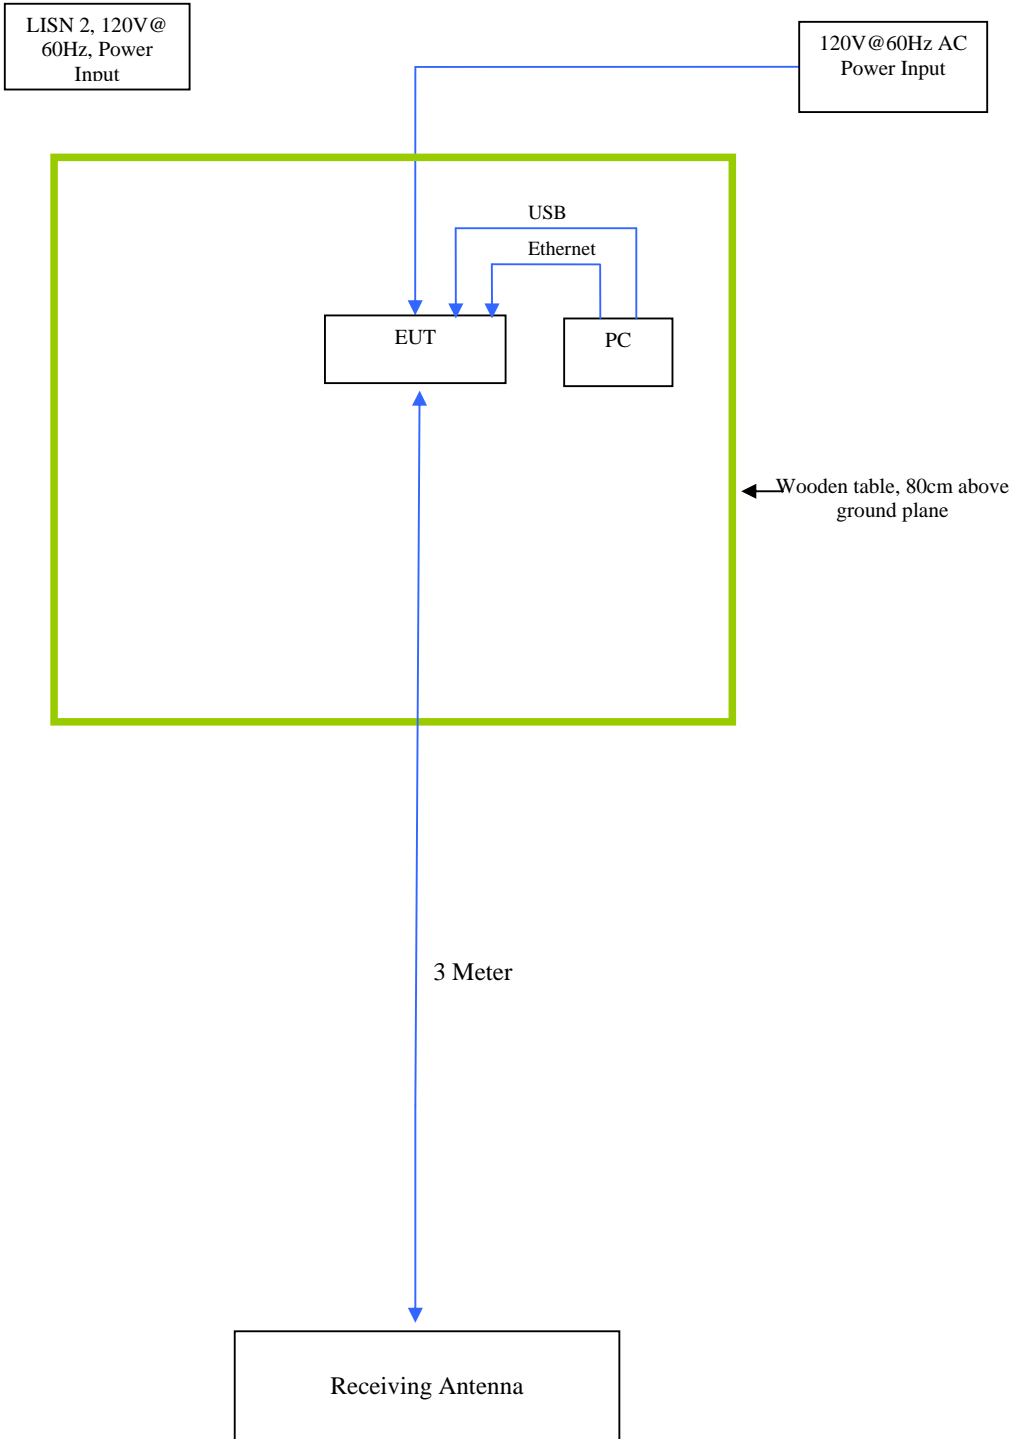 LISN 2, 120V@
60Hz, Power
Input
120V@60Hz AC
Power Input
USB
Ethernet
EUT
PC
Wooden table, 80cm above
ground plane
3 Meter
Receiving Antenna